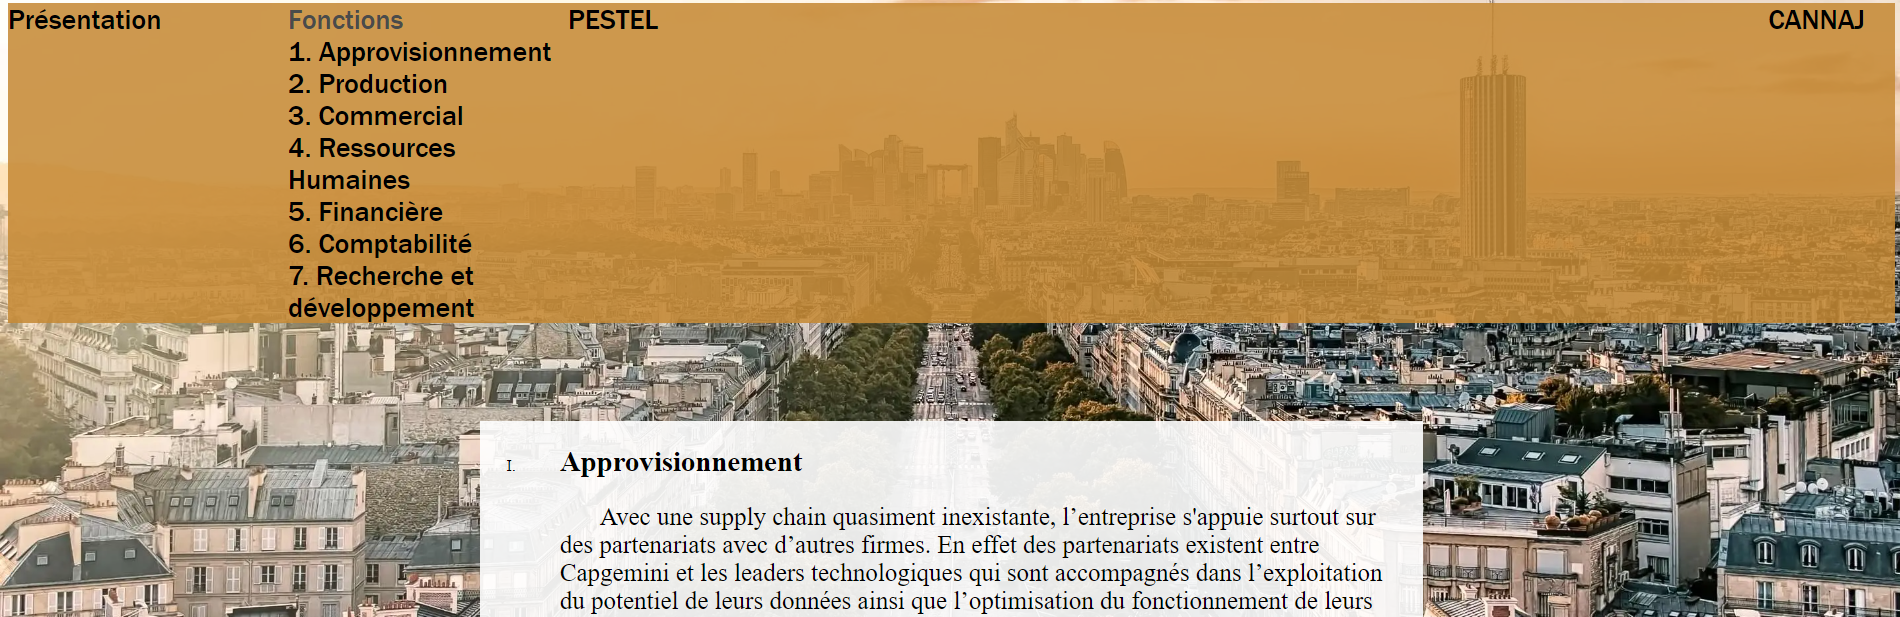 Présentation
Fonctions
PESTEL
CANNAJ
1. Approvisionnement
2. Production
3. Commercial
4. Ressources
Humaines
5. Financière
6. Comptabilité
7. Recherche et
développement
I. Approvisionnement
Avec une supply chain quasiment inexistante, l’entreprise s'appuie surtout sur
des partenariats avec d’autres firmes. En effet des partenariats existent entre
Capgemini et les leaders technologiques qui sont accompagnés dans l’exploitation
du potentiel de leurs données ainsi que l’optimisation du fonctionnement de leurs